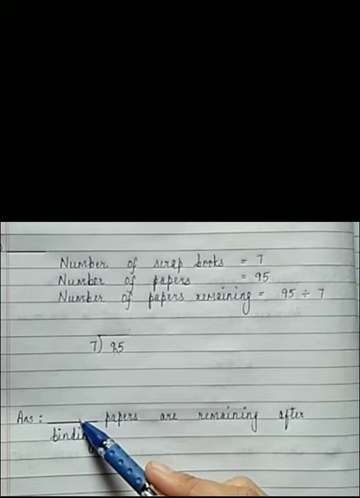 Number of scrap books = 7
Number of papers = 95
Number of papers remaining = 95 ÷ 7
7) 95
Ans: ____ papers are remaining after